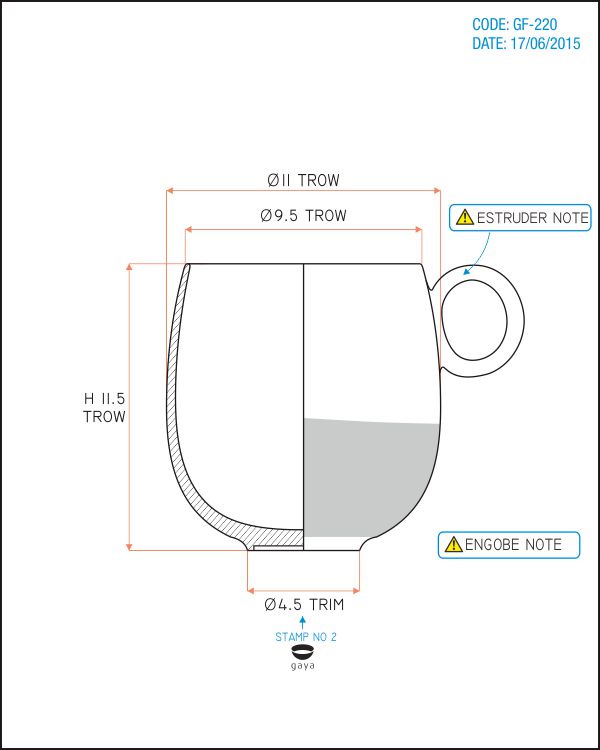 CODE: GF-220
DATE: 17/06/2015
Ø11 TROW
Ø9.5 TROW
ESTRUDER NOTE
H 11.5
TROW
ENGOBE NOTE
Ø4.5 TRIM
STAMP NO 2
gaya